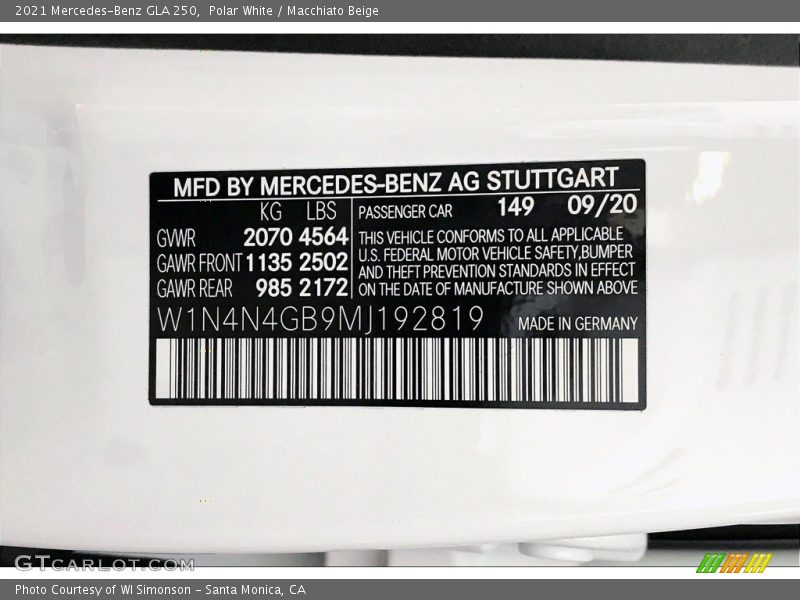 2021 Mercedes-Benz GLA 250,  Polar White / Macchiato Beige
MFD BY MERCEDES-BENZ AG STUTTGART
KG LBS PASSENGER CAR 149 09/20
GVWR 2070 4564
GAWR FRONT 1135 2502
GAWR REAR 985 2172
THIS VEHICLE CONFORMS TO ALL APPLICABLE
U.S. FEDERAL MOTOR VEHICLE SAFETY,BUMPER
AND THEFT PREVENTION STANDARDS IN EFFECT
ON THE DATE OF MANUFACTURE SHOWN ABOVE
W1N4N4GB9MJ192819 MADE IN GERMANY
GTCARLOT.COM
Photo Courtesy of WI Simonson - Santa Monica, CA